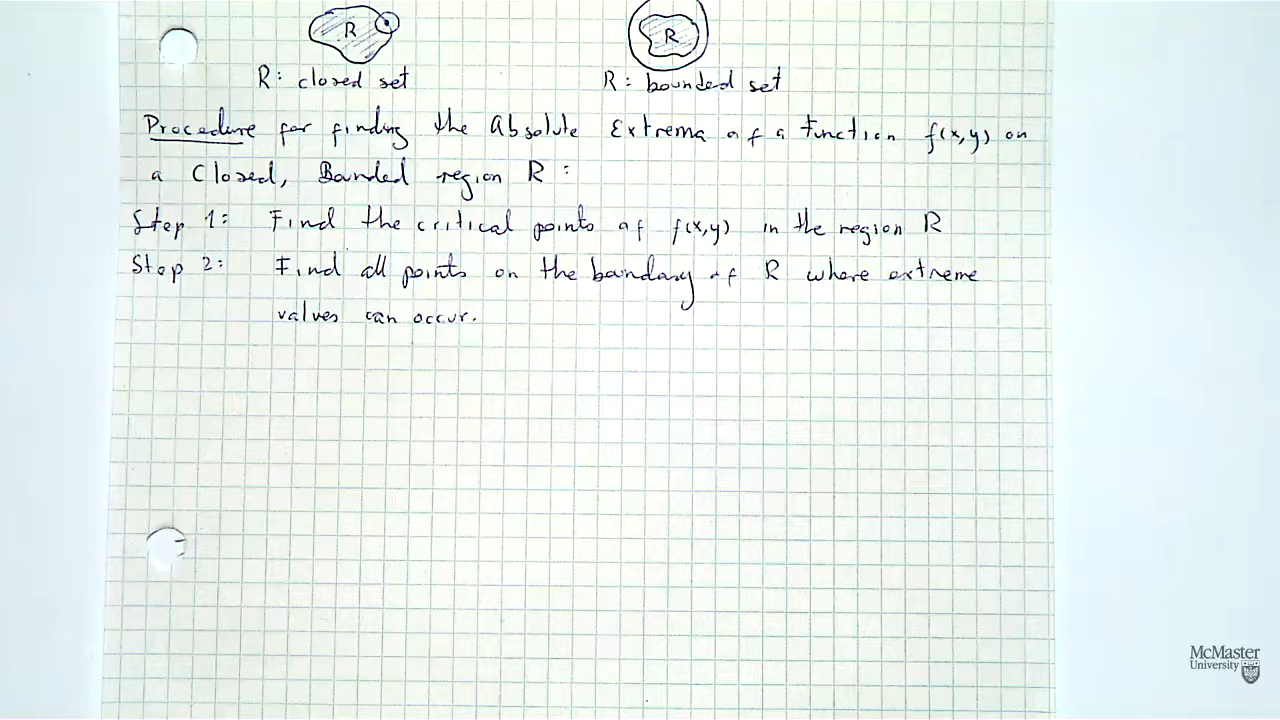 R R
R: closed set R: bounded set
Procedure for finding the Absolute Extrema of a function f(x,y) on
a Closed, Bounded region R:
Step 1: Find the critical points of f(x,y) in the region R
Step 2: Find all points on the boundary of R where extreme
values can occur.
McMaster
University